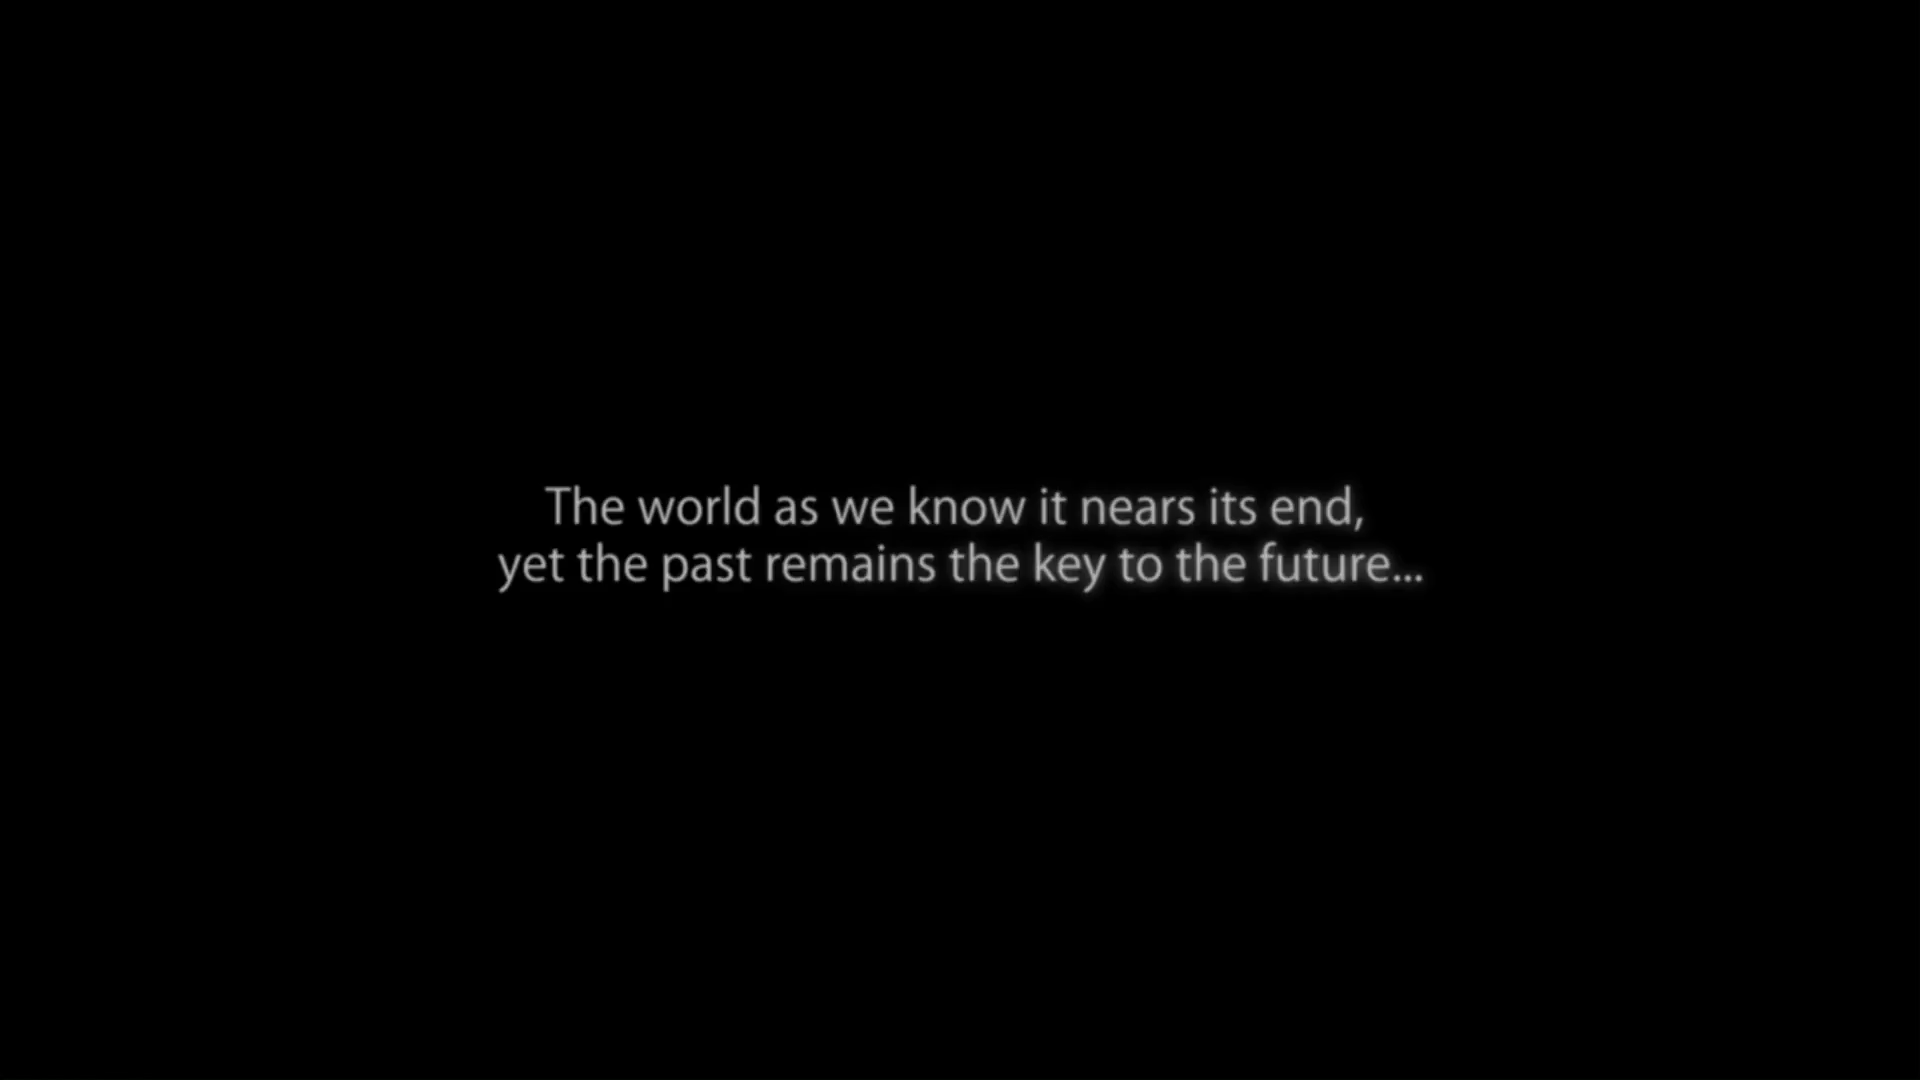 The world as we know it nears its end,
yet the past remains the key to the future...